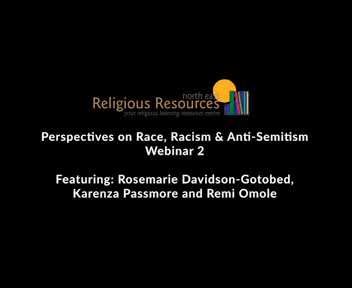 north east
Religious Resources
your religious learning resources centre
Perspectives on Race, Racism & Anti-Semitism
Webinar 2
Featuring: Rosemarie Davidson-Gotobed,
Karenza Passmore and Remi Omole